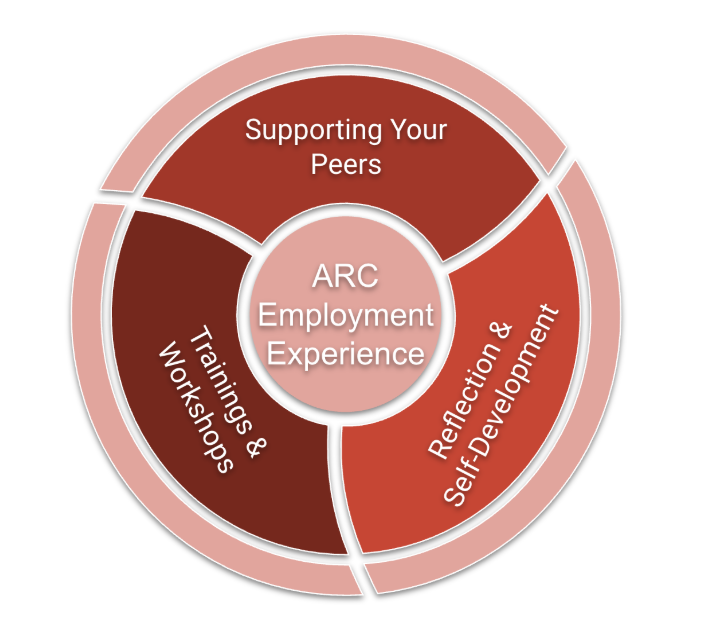 Supporting Your
Peers
ARC
Employment
Experience
Trainings &
Workshops
Reflection &
Self-Development